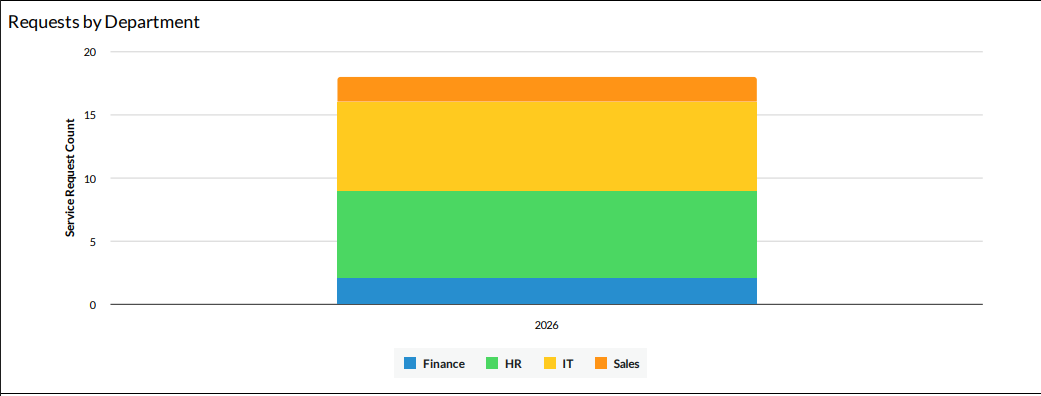 Requests by Department
20
15
10
5
0
Service Request Count
2026
Finance HR IT Sales